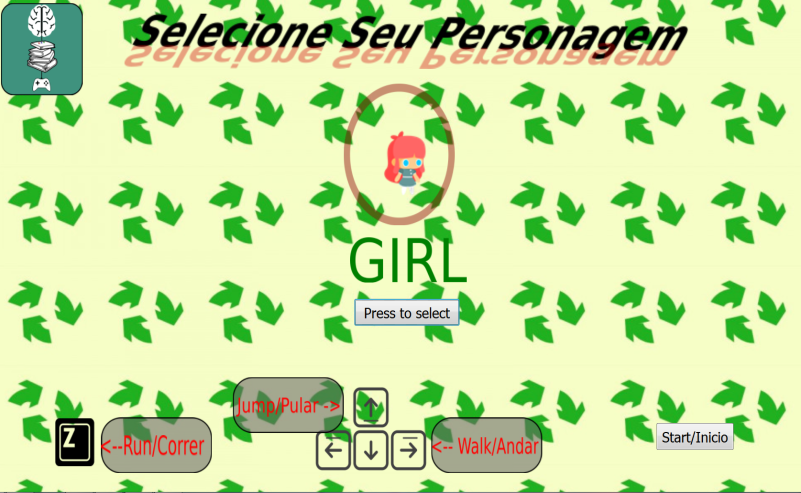 Selecione Seu Personagem
GIRL
Press to select
Jump/Pular ->
Z
<--Run/Correr
<-- Walk/Andar
Start/Inicio